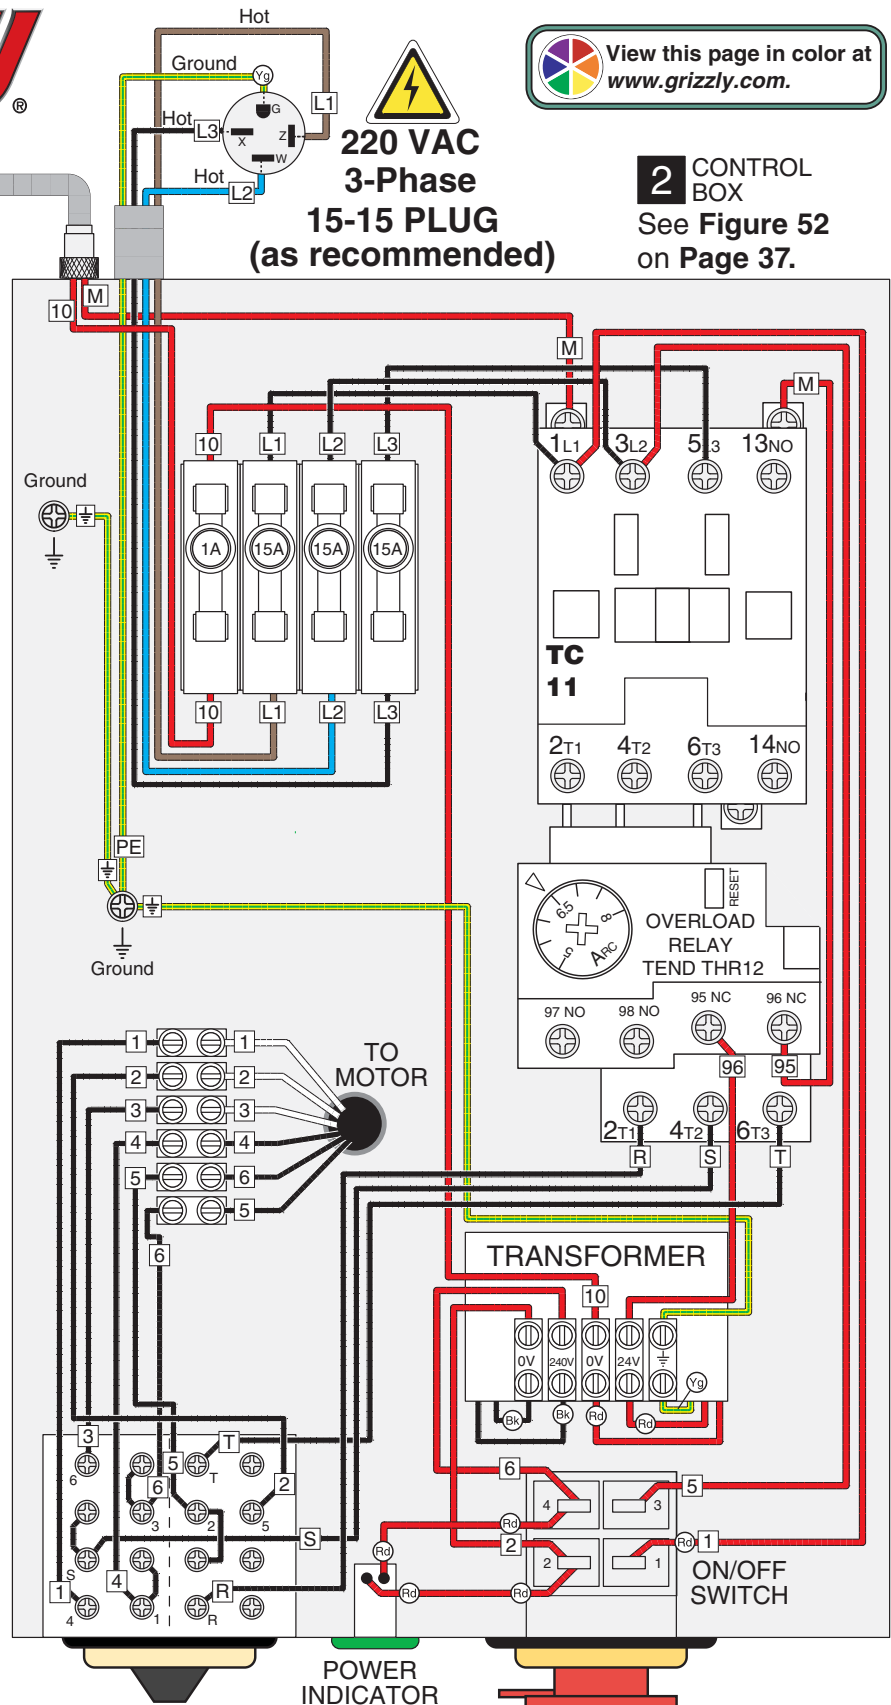 Hot
View this page in color at
www.grizzly.com.
®
Ground
Yg
G
L1
Hot
L3
X
Z
W
Hot
L2
220 VAC
3-Phase
15-15 PLUG
(as recommended)
2 CONTROL
BOX
See Figure 52
on Page 37.
M
10
M
M
10
L1
L2
L3
1L1
3L2
5L3
13NO
Ground
1A
15A
15A
15A
TC
11
10
L1
L2
L3
2T1
4T2
6T3
14NO
PE
RESET
6.5
8
5
ARC
OVERLOAD
RELAY
TEND THR12
Ground
97 NO
98 NO
95 NC
96 NC
96
95
1
1
2
2
3
3
4
4
5
6
5
6
TO
MOTOR
2T1
4T2
6T3
R
S
T
TRANSFORMER
10
0V
240V
0V
24V
Yg
Bk
Bk
Rd
Rd
3
5
T
6
T
6
2
3
2
5
S
S
1
4
R
4
1
R
6
5
4
3
Rd
2
Rd
1
Rd
2
1
Rd
Rd
ON/OFF
SWITCH
POWER
INDICATOR